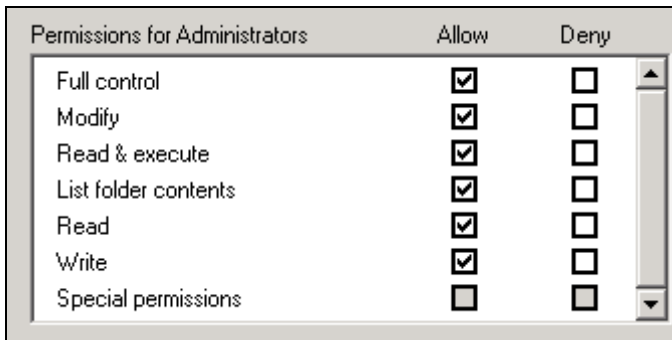 Permissions for Administrators Allow Deny
Full control
Modify
Read & execute
List folder contents
Read
Write
Special permissions